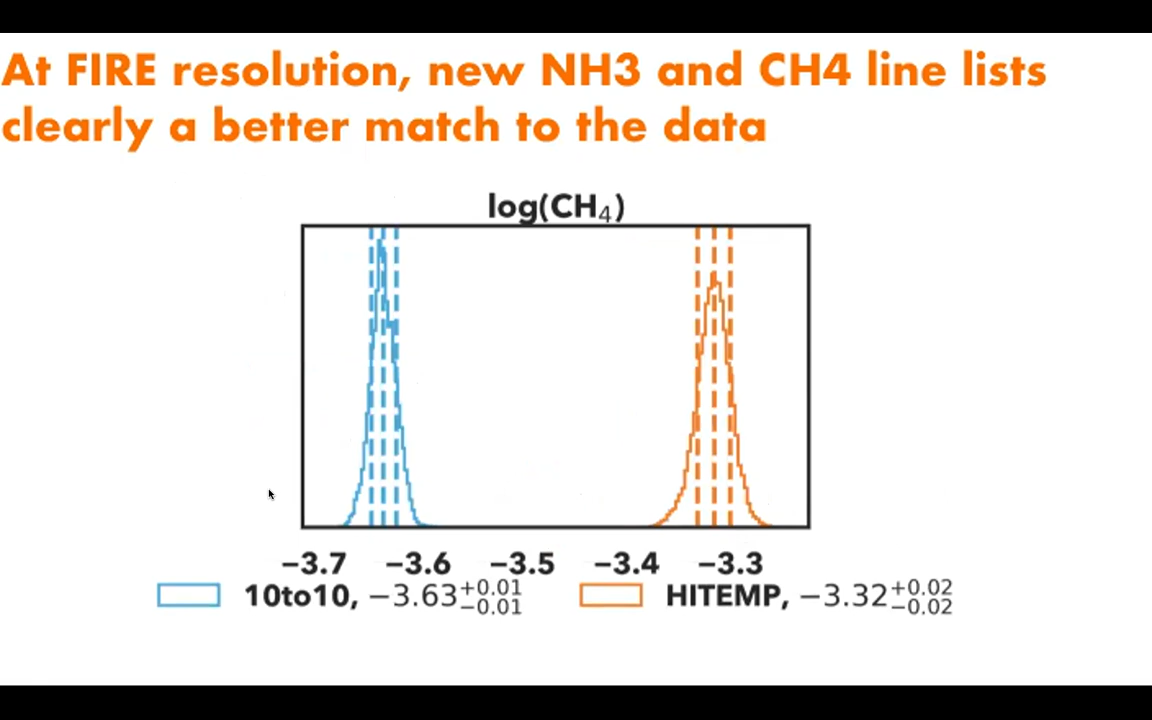 At FIRE resolution, new NH3 and CH4 line lists
clearly a better match to the data
log(CH₄)
−3.7 −3.6 −3.5 −3.4 −3.3
10to10, −3.63+0.01−0.01 HITEMP, −3.32+0.02−0.02